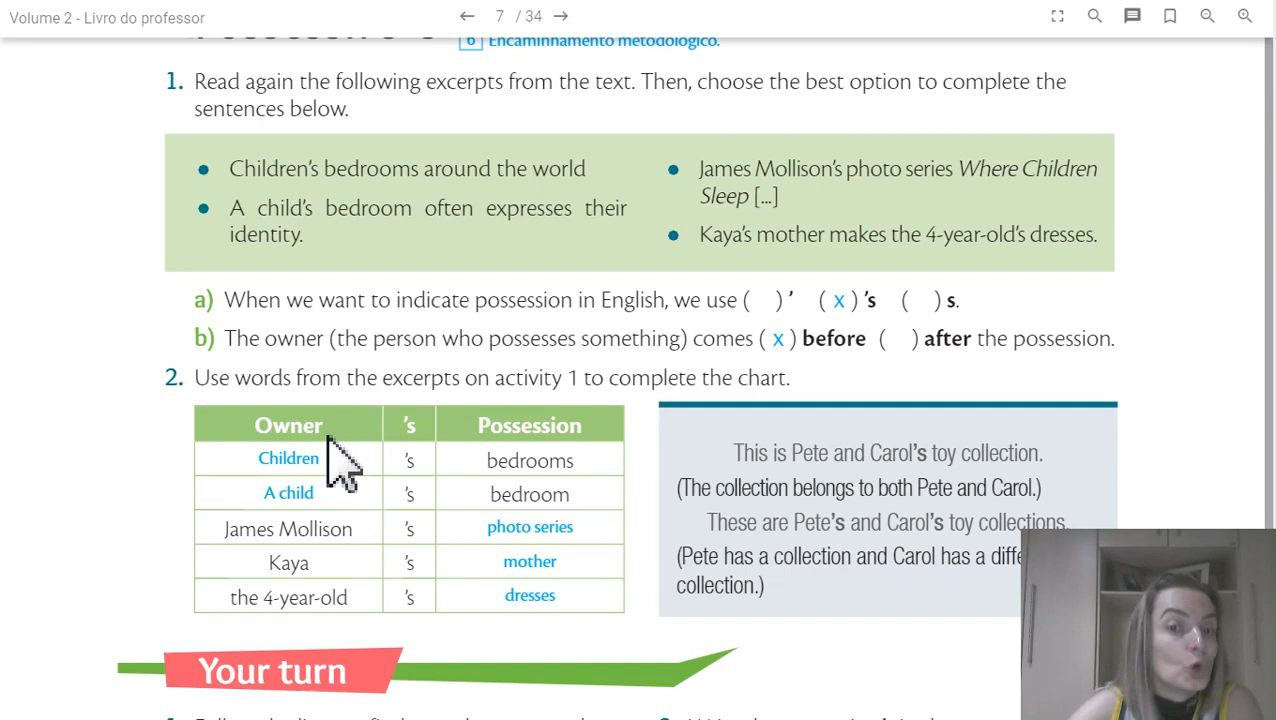 Volume 2 - Livro do professor
7 / 34
6 Encaminhamento metodológico.
1. Read again the following excerpts from the text. Then, choose the best option to complete the
sentences below.
• Children's bedrooms around the world
• A child's bedroom often expresses their
identity.
• James Mollison's photo series Where Children
Sleep [...]
• Kaya's mother makes the 4-year-old's dresses.
a) When we want to indicate possession in English, we use ( ) ' ( x ) 's ( ) s.
b) The owner (the person who possesses something) comes ( x ) before ( ) after the possession.
2. Use words from the excerpts on activity 1 to complete the chart.
Owner 's Possession
Children 's bedrooms
A child 's bedroom
James Mollison 's photo series
Kaya 's mother
the 4-year-old 's dresses
This is Pete and Carol's toy collection.
(The collection belongs to both Pete and Carol.)
These are Pete's and Carol's toy collections.
(Pete has a collection and Carol has a
collection.)
Your turn